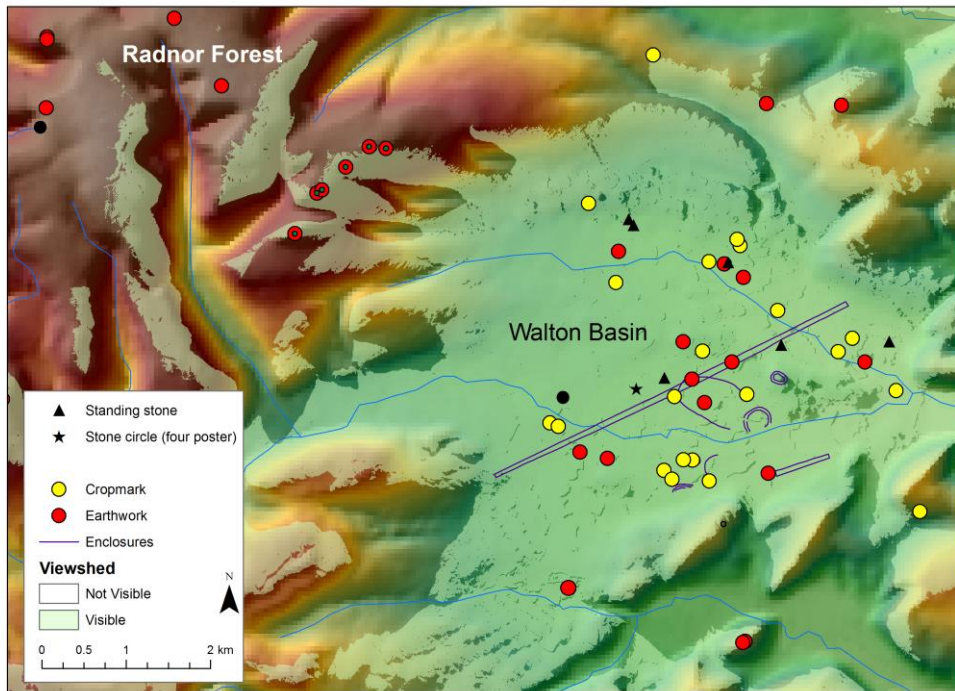 Radnor Forest
Walton Basin
Standing stone
Stone circle (four poster)
Cropmark
Earthwork
Enclosures
Viewshed
Not Visible
Visible
N
0 0.5 1 2 km